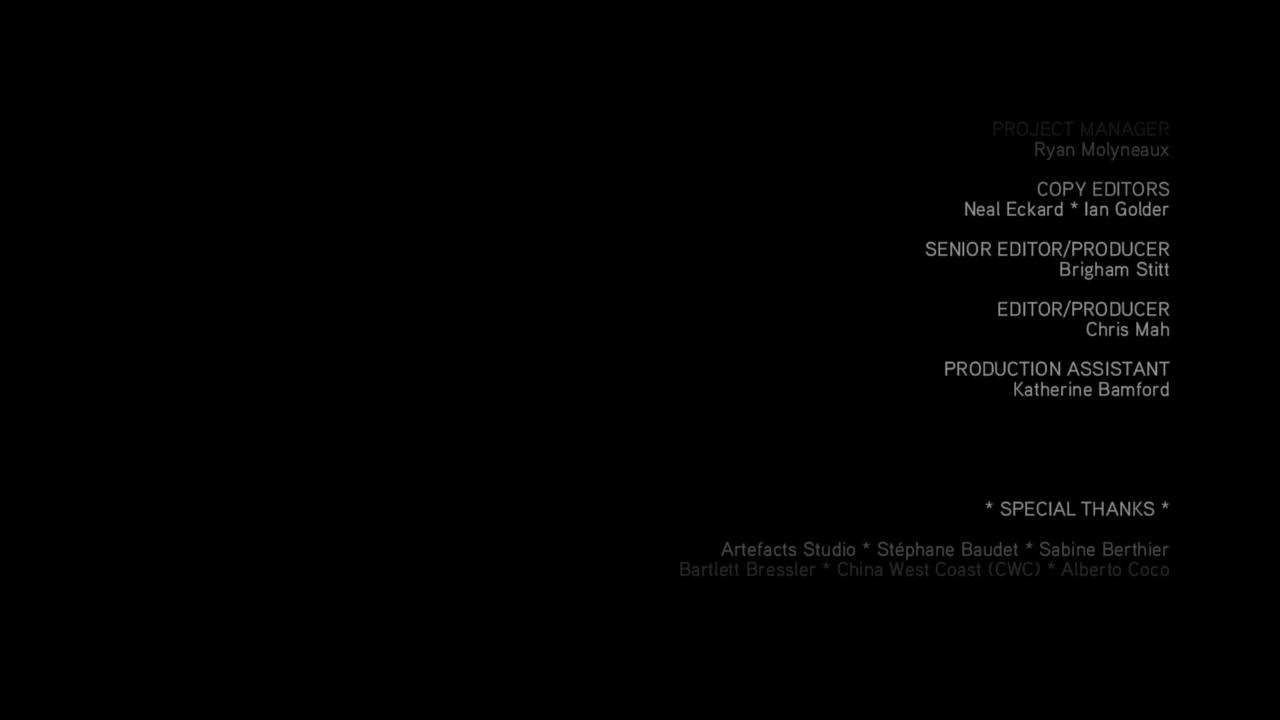 PROJECT MANAGER
Ryan Molyneaux
COPY EDITORS
Neal Eckard * Ian Golder
SENIOR EDITOR/PRODUCER
Brigham Stitt
EDITOR/PRODUCER
Chris Mah
PRODUCTION ASSISTANT
Katherine Bamford
* SPECIAL THANKS *
Artefacts Studio * Stéphane Baudet * Sabine Berthier
Bartlett Bressler * China West Coast (CWC) * Alberto Coco